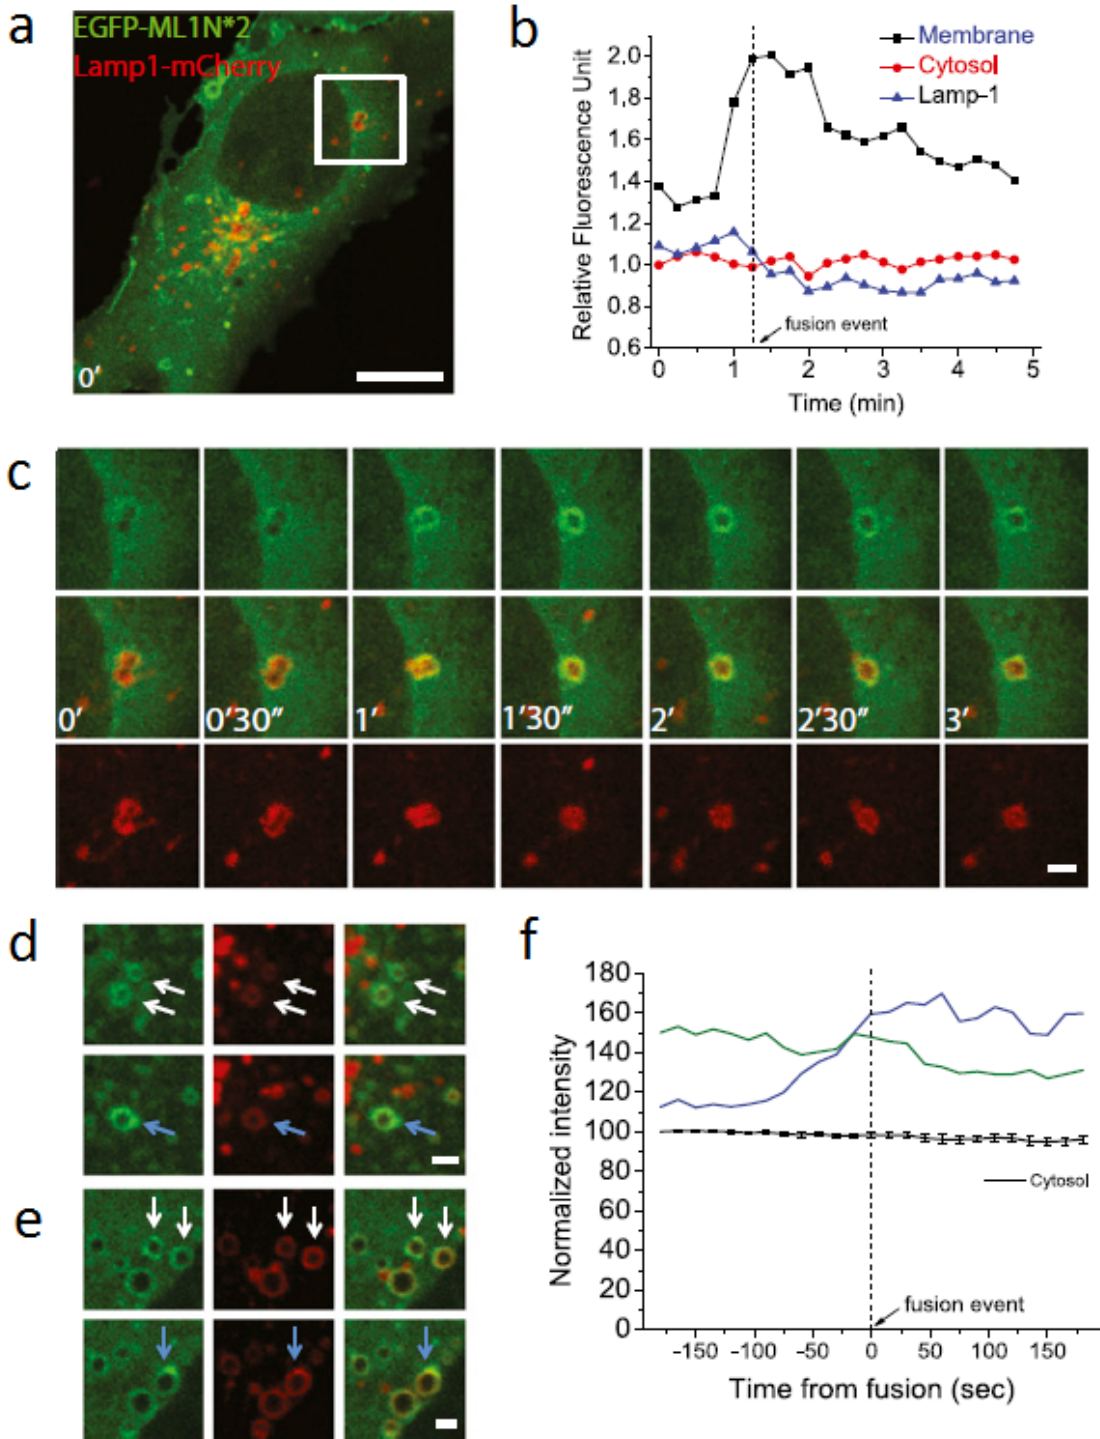 a
EGFP-ML1N*2
Lamp1-mCherry
0'
b
Relative Fluorescence Unit
2.0
1.8
1.6
1.4
1.2
1.0
0.8
0.6
Membrane
Cytosol
Lamp-1
fusion event
0 1 2 3 4 5
Time (min)
c
0' 0'30" 1' 1'30" 2' 2'30" 3'
d
e
f
Normalized intensity
180
160
140
120
100
80
60
40
20
0
Cytosol
fusion event
-150 -100 -50 0 50 100 150
Time from fusion (sec)